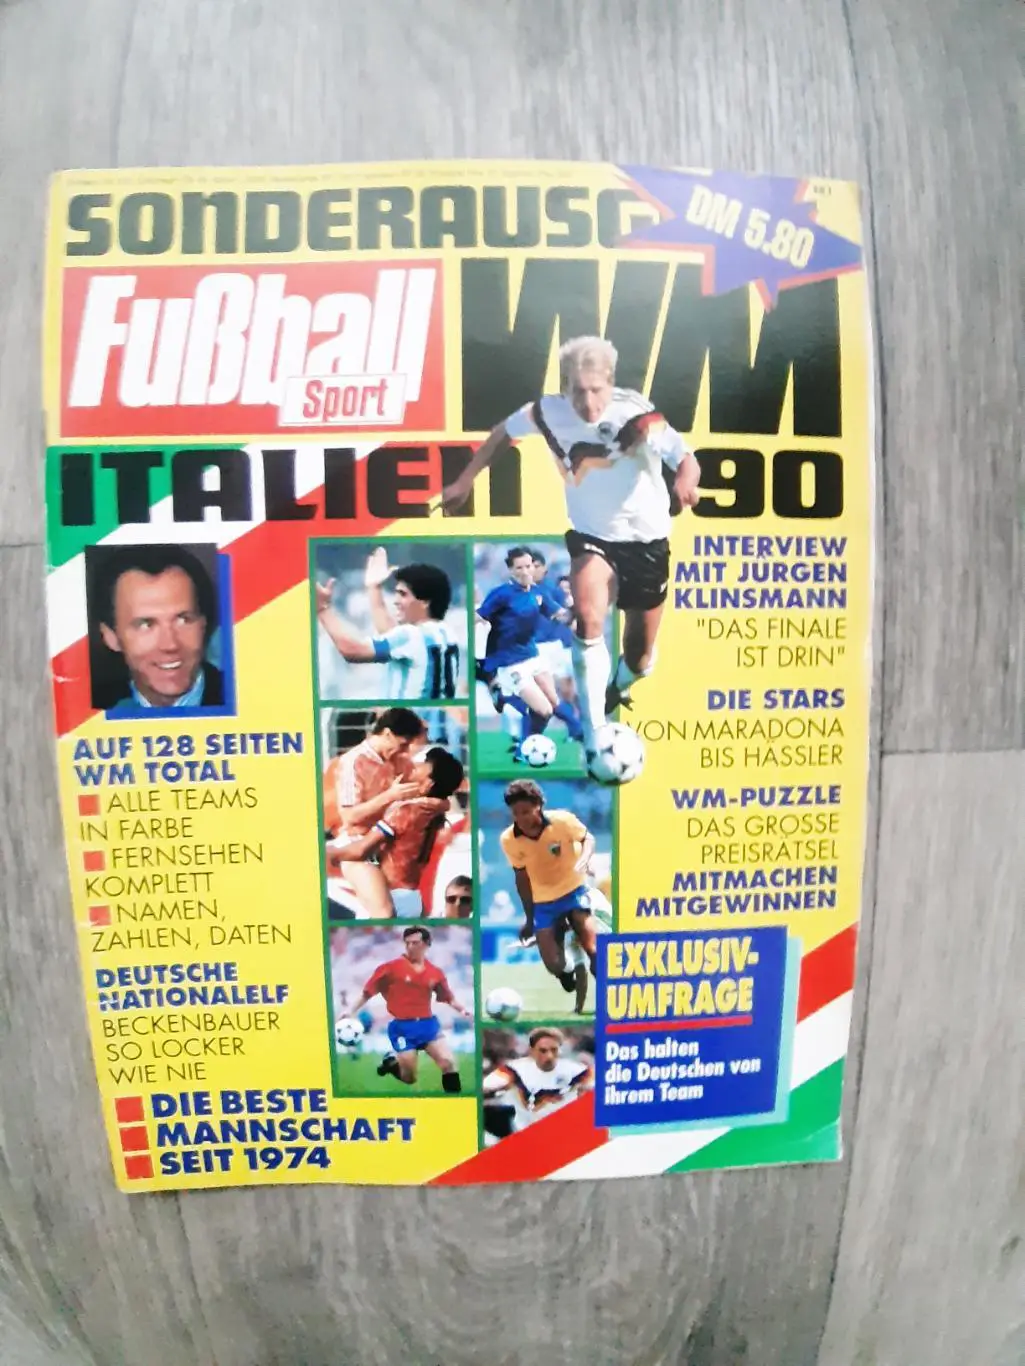 SONDERAUSG
DM 5.80
Fußball
Sport
WM
ITALIEN 90
INTERVIEW
MIT JÜRGEN
KLINSMANN
"DAS FINALE
IST DRIN"
DIE STARS
VON MARADONA
BIS HÄSSLER
WM-PUZZLE
DAS GROSSE
PREISRÄTSEL
MITMACHEN
MITGEWINNEN
10
AUF 128 SEITEN
WM TOTAL
ALLE TEAMS
IN FARBE
FERNSEHEN
KOMPLETT
NAMEN,
ZAHLEN, DATEN
DEUTSCHE
NATIONALELF
BECKENBAUER
SO LOCKER
WIE NIE
DIE BESTE
MANNSCHAFT
SEIT 1974
EXKLUSIV-
UMFRAGE
Das halten
die Deutschen von
ihrem Team